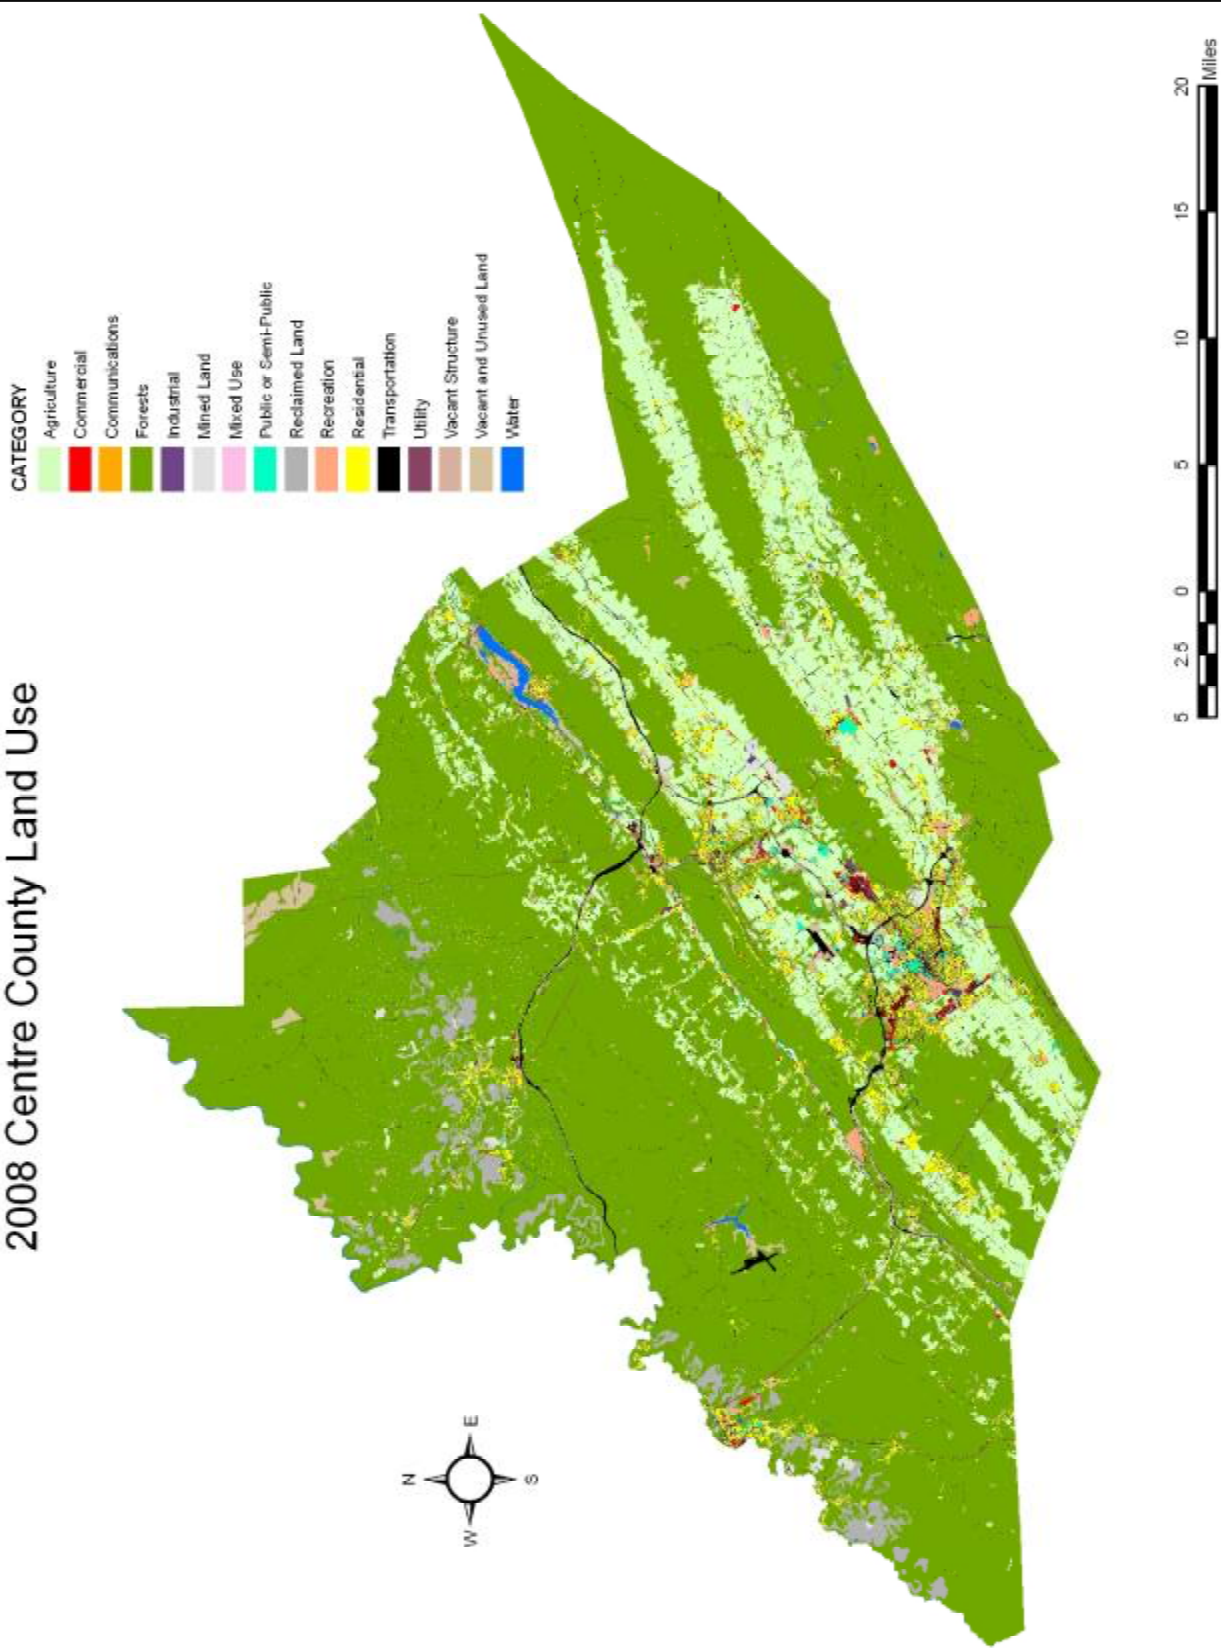 2008 Centre County Land Use
CATEGORY
Agriculture
Commercial
Communications
Forests
Industrial
Mined Land
Mixed Use
Public or Semi-Public
Reclaimed Land
Recreation
Residential
Transportation
Utility
Vacant Structure
Vacant and Unused Land
Water
N
W E
S
5 2.5 0 5 10 15 20
Miles